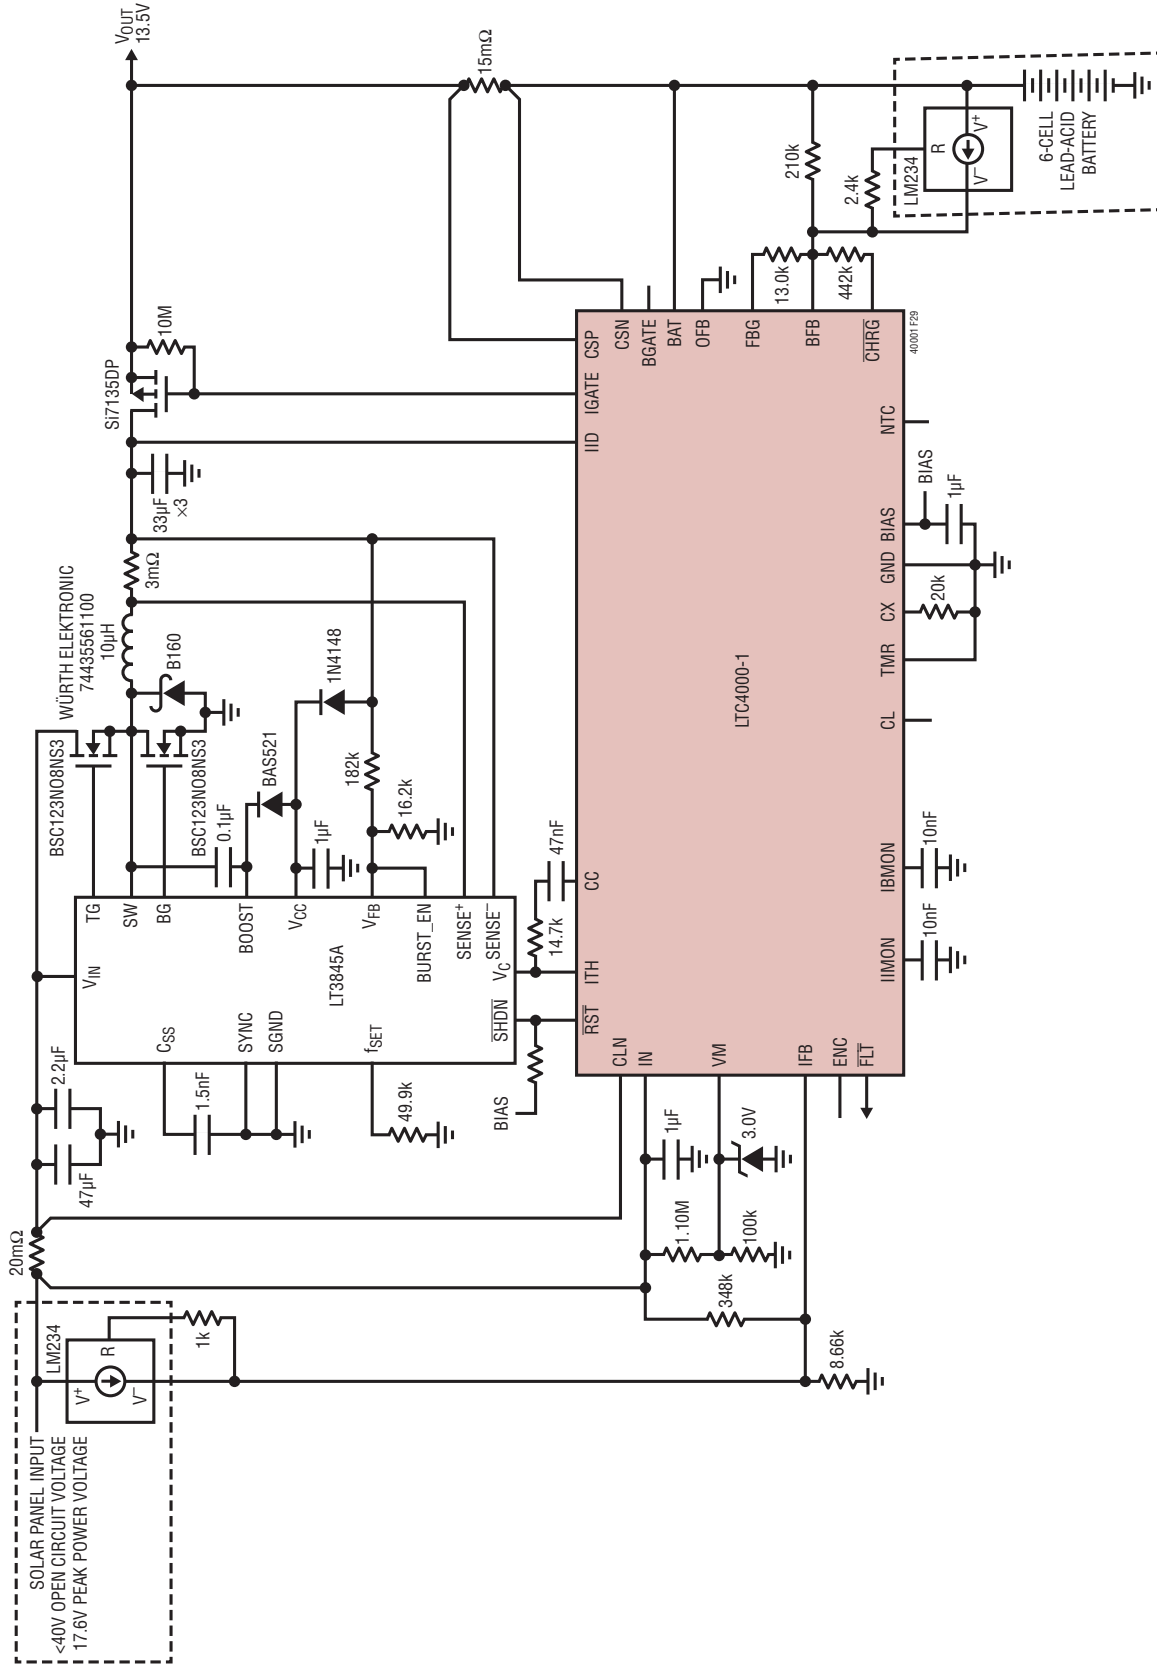 SOLAR PANEL INPUT
<40V OPEN CIRCUIT VOLTAGE
17.6V PEAK POWER VOLTAGE
LM234
V+
R
V–
1k
20mΩ
47µF
2.2µF
1.5nF
49.9k
BIAS
VIN
CSS
SYNC
SGND
fSET
SHDN
LT3845A
TG
SW
BG
BOOST
VCC
VFB
BURST_EN
SENSE+
SENSE–
VC
BSC123NO8NS3
BSC123NO8NS3
WÜRTH ELEKTRONIC
74435561100
10µH
B160
0.1µF
BAS521
1µF
1N4148
182k
16.2k
3mΩ
33µF
×3
Si7135DP
10M
VOUT
13.5V
15mΩ
14.7k
47nF
RST
ITH
CC
IID
IGATE
CSP
CLN
IN
VM
IFB
ENC
FLT
LTC4000-1
CSN
BGATE
BAT
OFB
FBG
BFB
CHRG
IIMON
IBMON
CL
TMR
CX
GND
BIAS
NTC
1µF
3.0V
1.10M
100k
348k
8.66k
10nF
10nF
20k
BIAS
1µF
13.0k
442k
210k
2.4k
LM234
R
V–
V+
6-CELL
LEAD-ACID
BATTERY
40001 F29